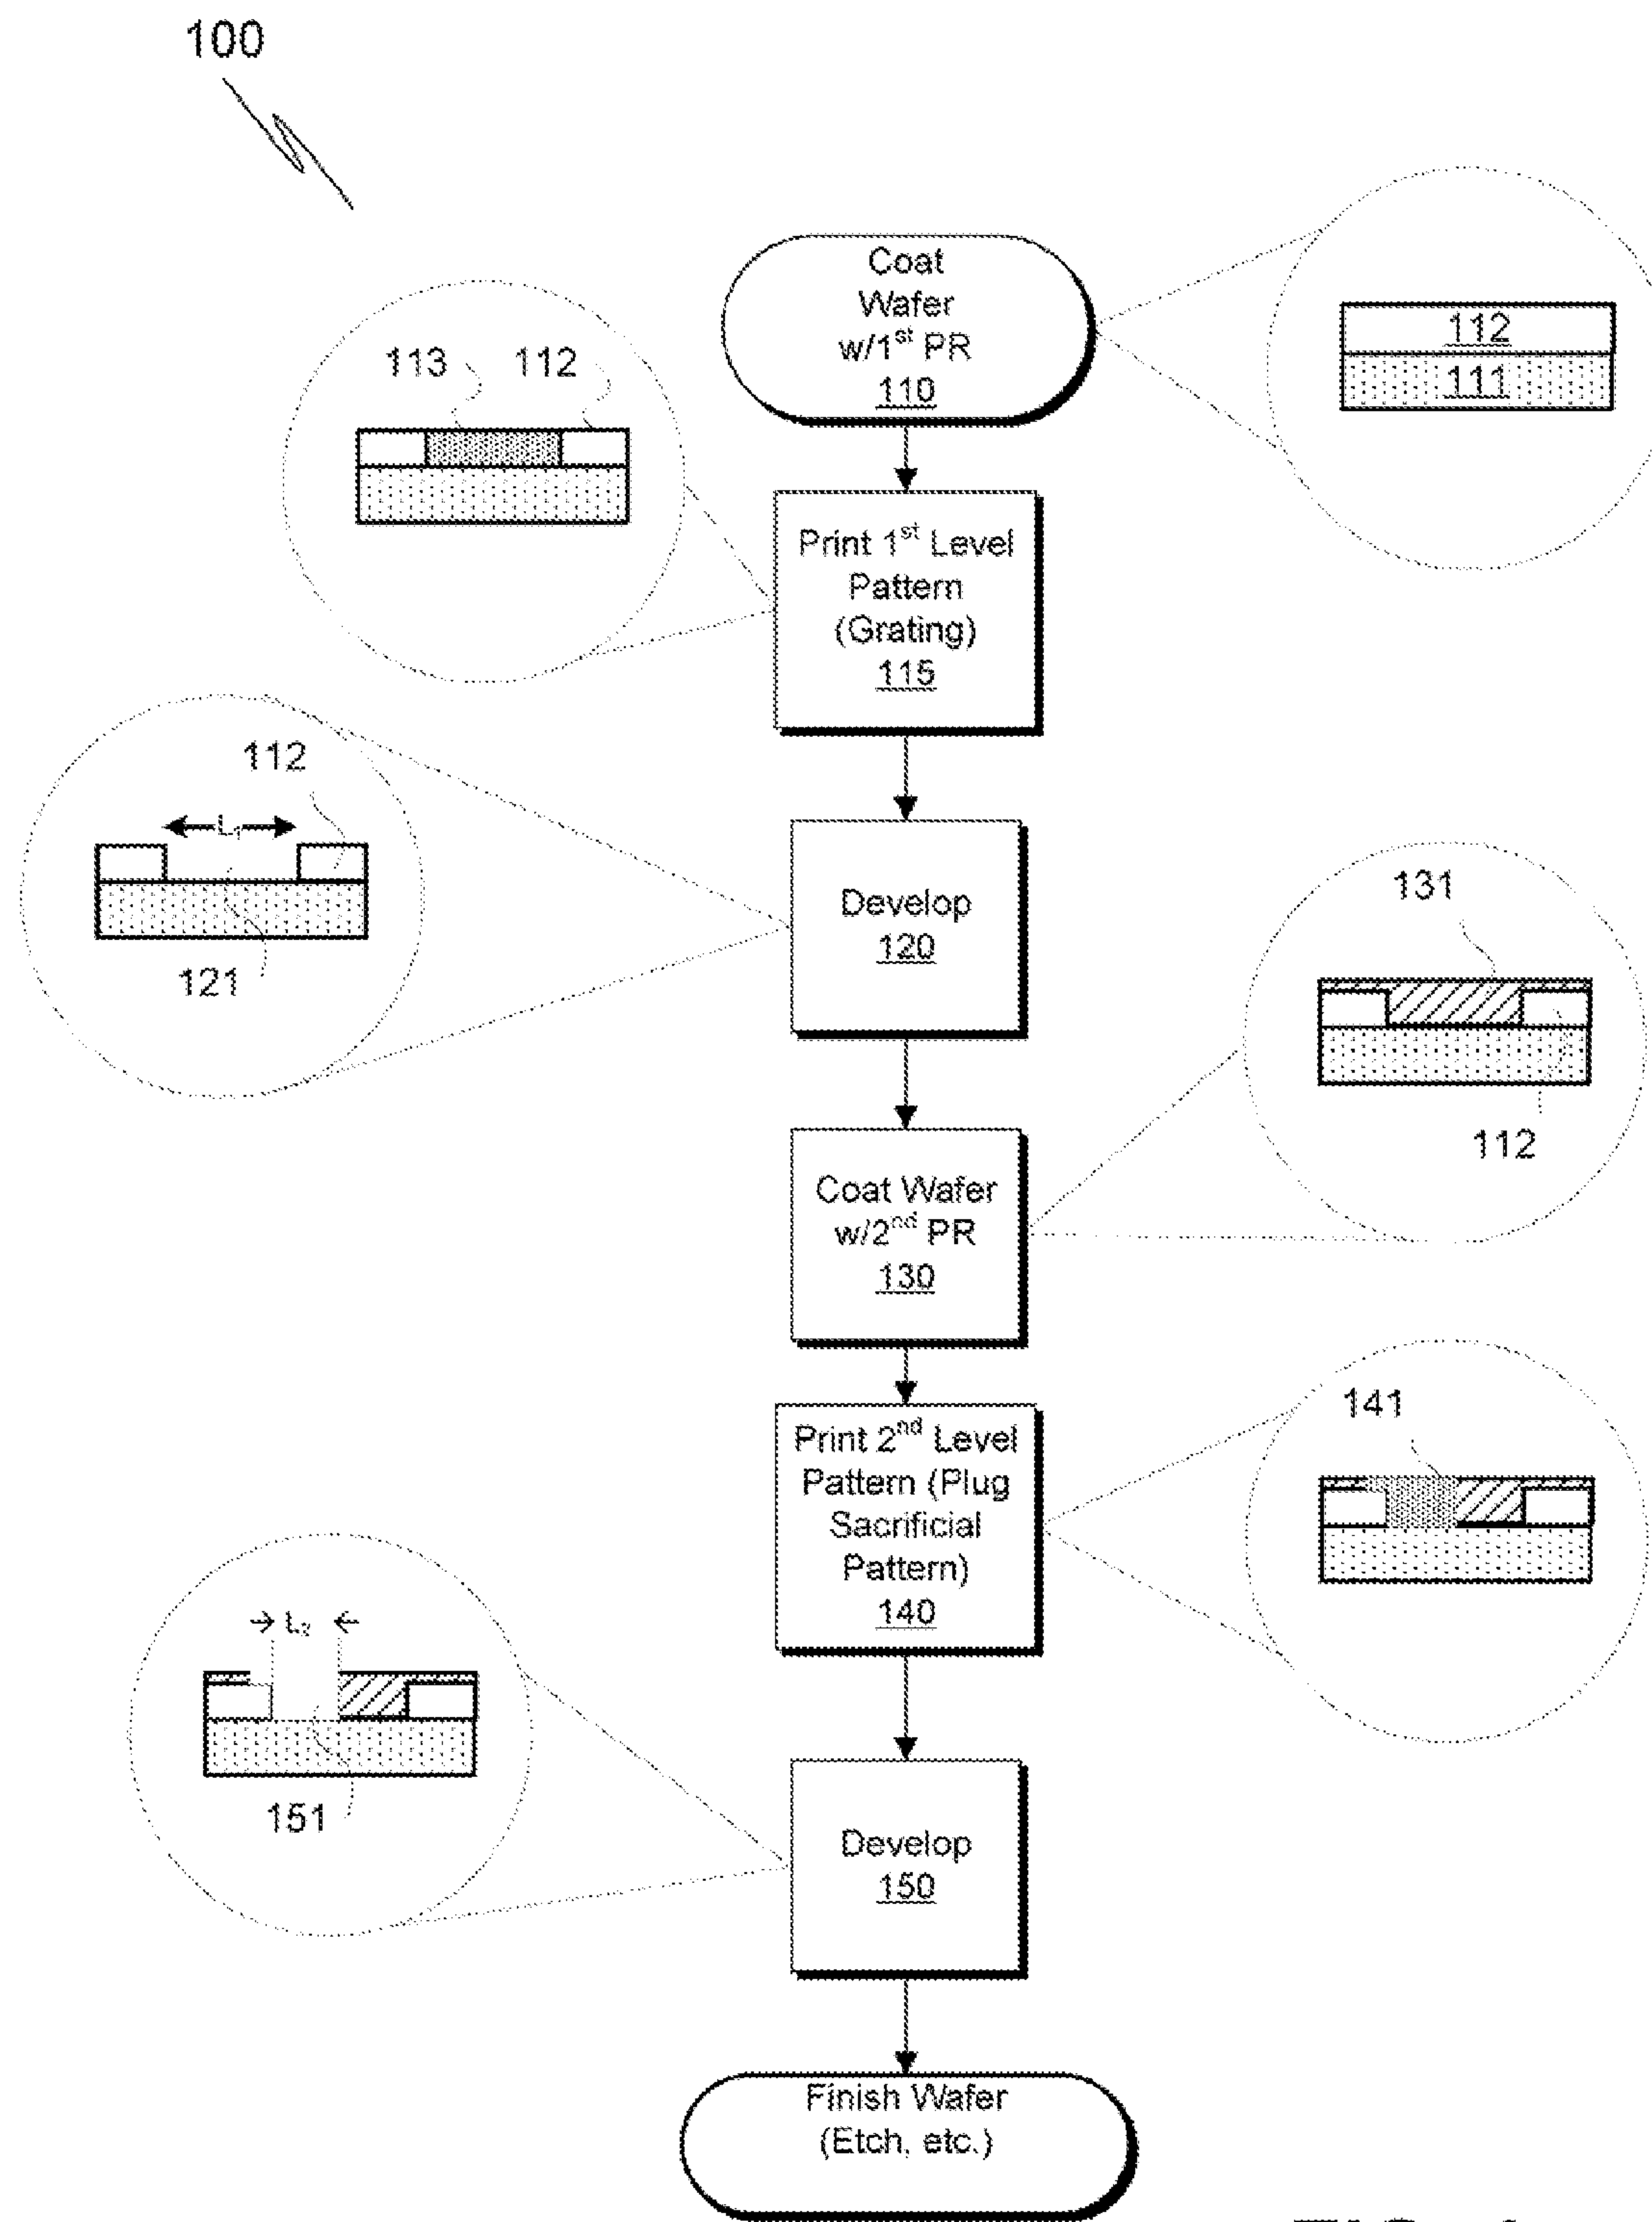 100
Coat
Wafer
w/1st PR
110
112
111
113
112
Print 1st Level
Pattern
(Grating)
115
112
L1
121
Develop
120
131
112
Coat Wafer
w/2nd PR
130
141
Print 2nd Level
Pattern (Plug
Sacrificial
Pattern)
140
L2
151
Develop
150
Finish Wafer
(Etch, etc.)